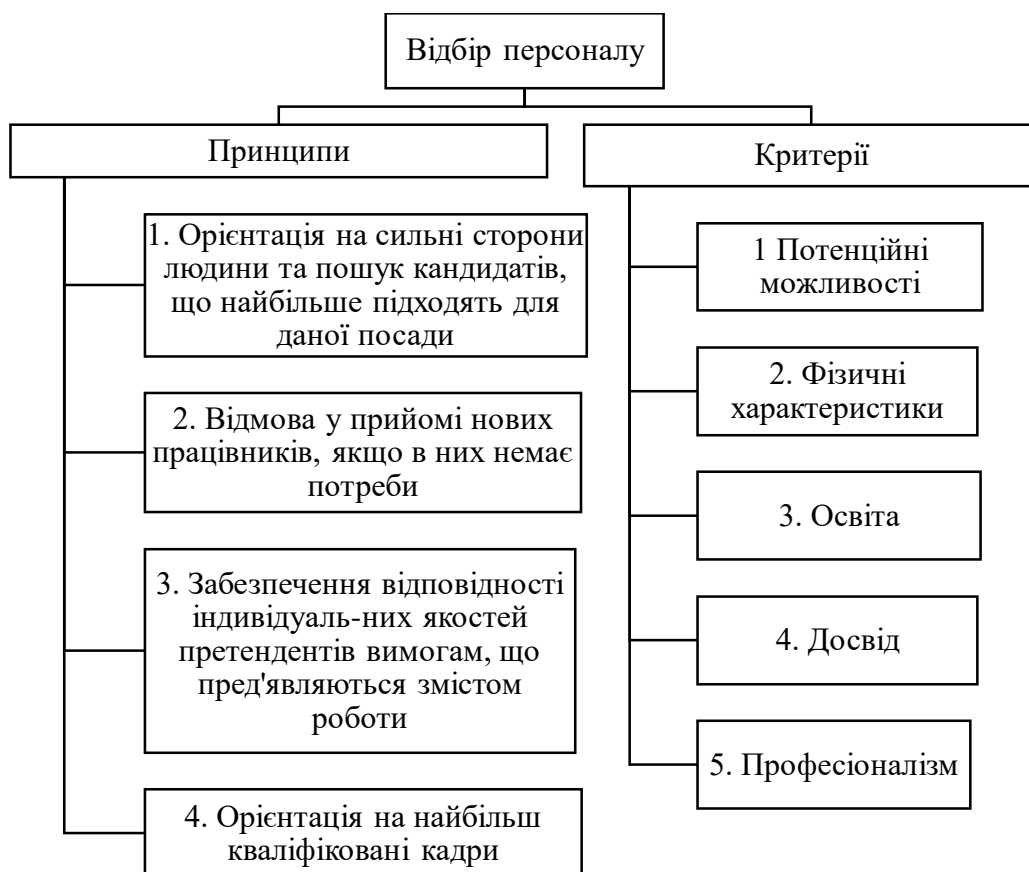 Відбір персоналу
Принципи
1. Орієнтація на сильні сторони
людини та пошук кандидатів,
що найбільше підходять для
даної посади
2. Відмова у прийомі нових
працівників, якщо в них немає
потреби
3. Забезпечення відповідності
індивідуаль-них якостей
претендентів вимогам, що
пред'являються змістом
роботи
4. Орієнтація на найбільш
кваліфіковані кадри
Критерії
1 Потенційні
можливості
2. Фізичні
характеристики
3. Освіта
4. Досвід
5. Професіоналізм